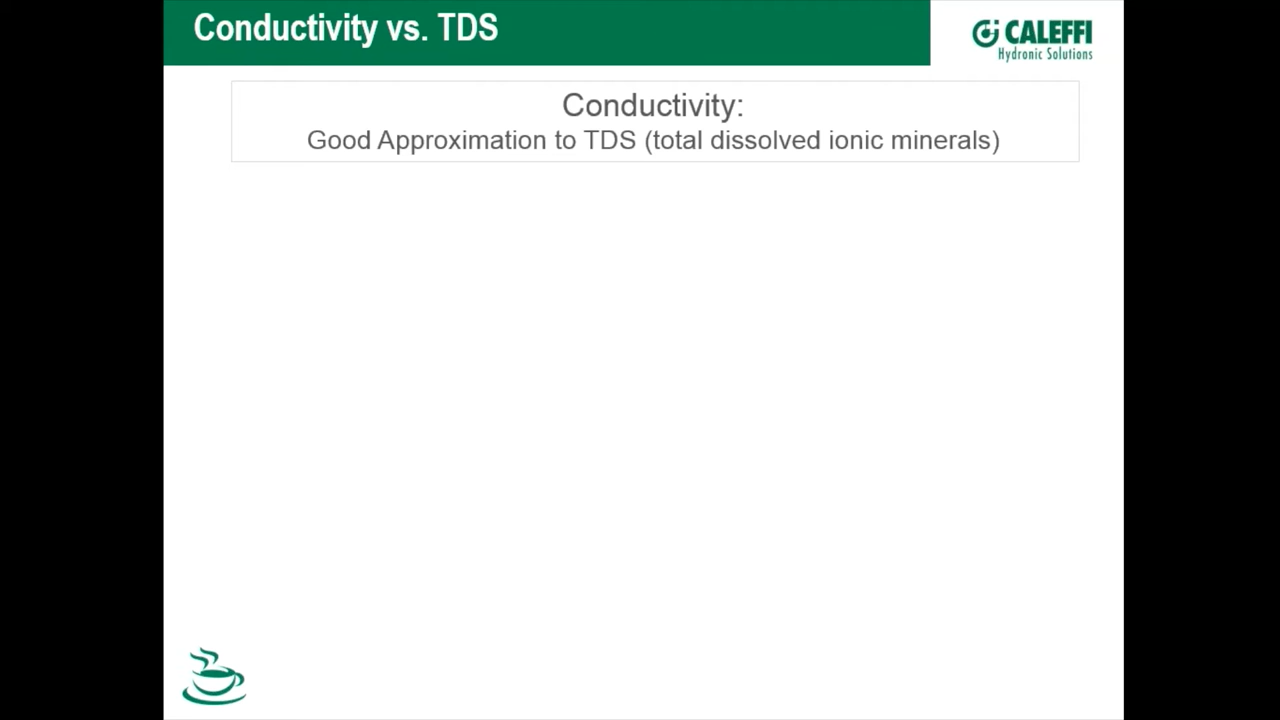 Conductivity vs. TDS
CALEFFI
Hydronic Solutions
Conductivity:
Good Approximation to TDS (total dissolved ionic minerals)